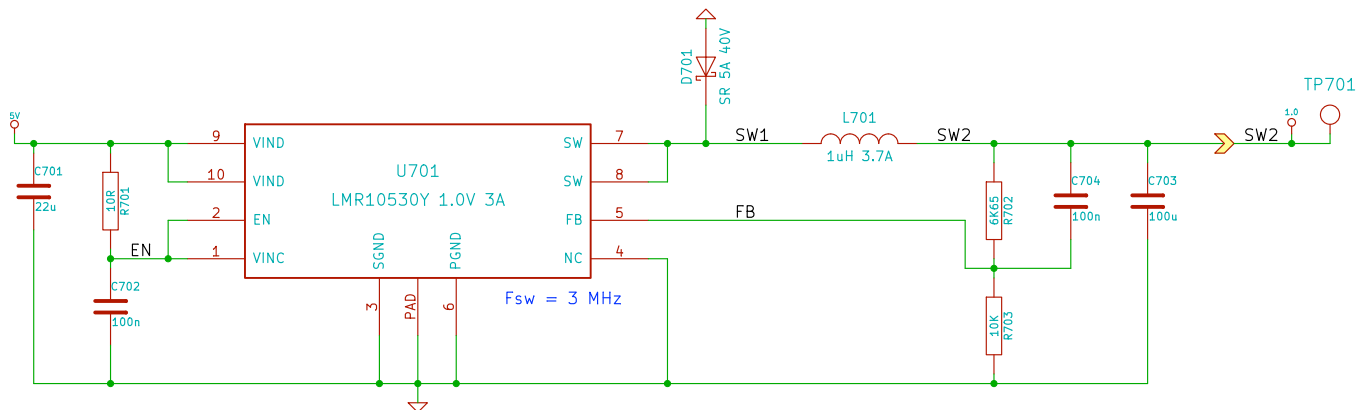 5V
C701
22u
10R
R701
EN
C702
100n
9
10
2
1
VIND
VIND
EN
VINC
U701
LMR10530Y 1.0V 3A
SGND
PGND
SW
SW
FB
NC
7
8
5
4
3
PAD
6
Fsw = 3 MHz
D701
SR 5A 40V
SW1
L701
1uH 3.7A
SW2
FB
6K65
R702
C704
100n
C703
100u
10K
R703
SW2
1.0
TP701